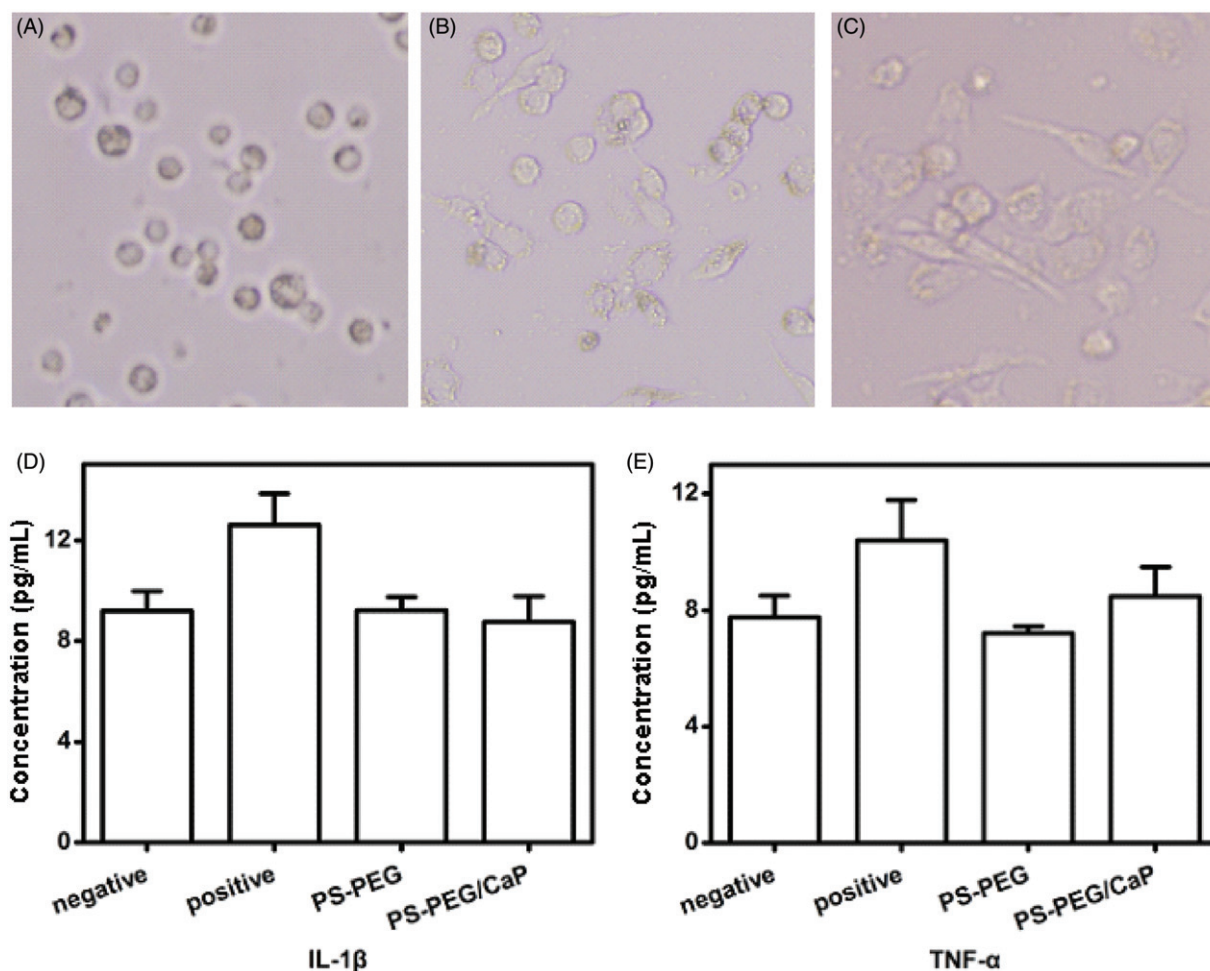 (A)
(B)
(C)
(D)
Concentration (pg/mL)
12
8
4
0
negative
positive
PS-PEG
PS-PEG/CaP
IL-1β
(E)
Concentration (pg/mL)
12
8
4
0
negative
positive
PS-PEG
PS-PEG/CaP
TNF-α